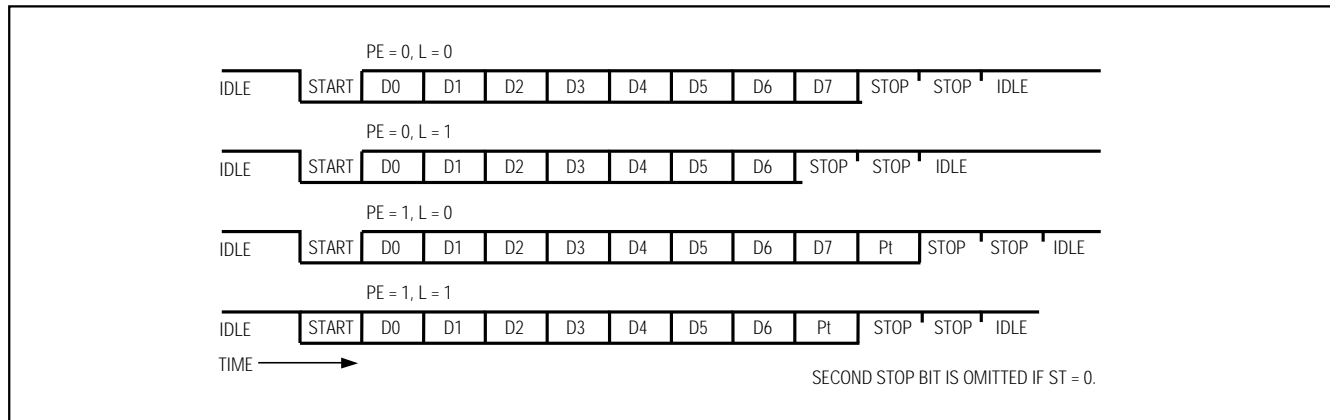 PE = 0, L = 0
IDLE START D0 D1 D2 D3 D4 D5 D6 D7 STOP STOP IDLE
PE = 0, L = 1
IDLE START D0 D1 D2 D3 D4 D5 D6 STOP STOP IDLE
PE = 1, L = 0
IDLE START D0 D1 D2 D3 D4 D5 D6 D7 Pt STOP STOP IDLE
PE = 1, L = 1
IDLE START D0 D1 D2 D3 D4 D5 D6 Pt STOP STOP IDLE
TIME
SECOND STOP BIT IS OMITTED IF ST = 0.